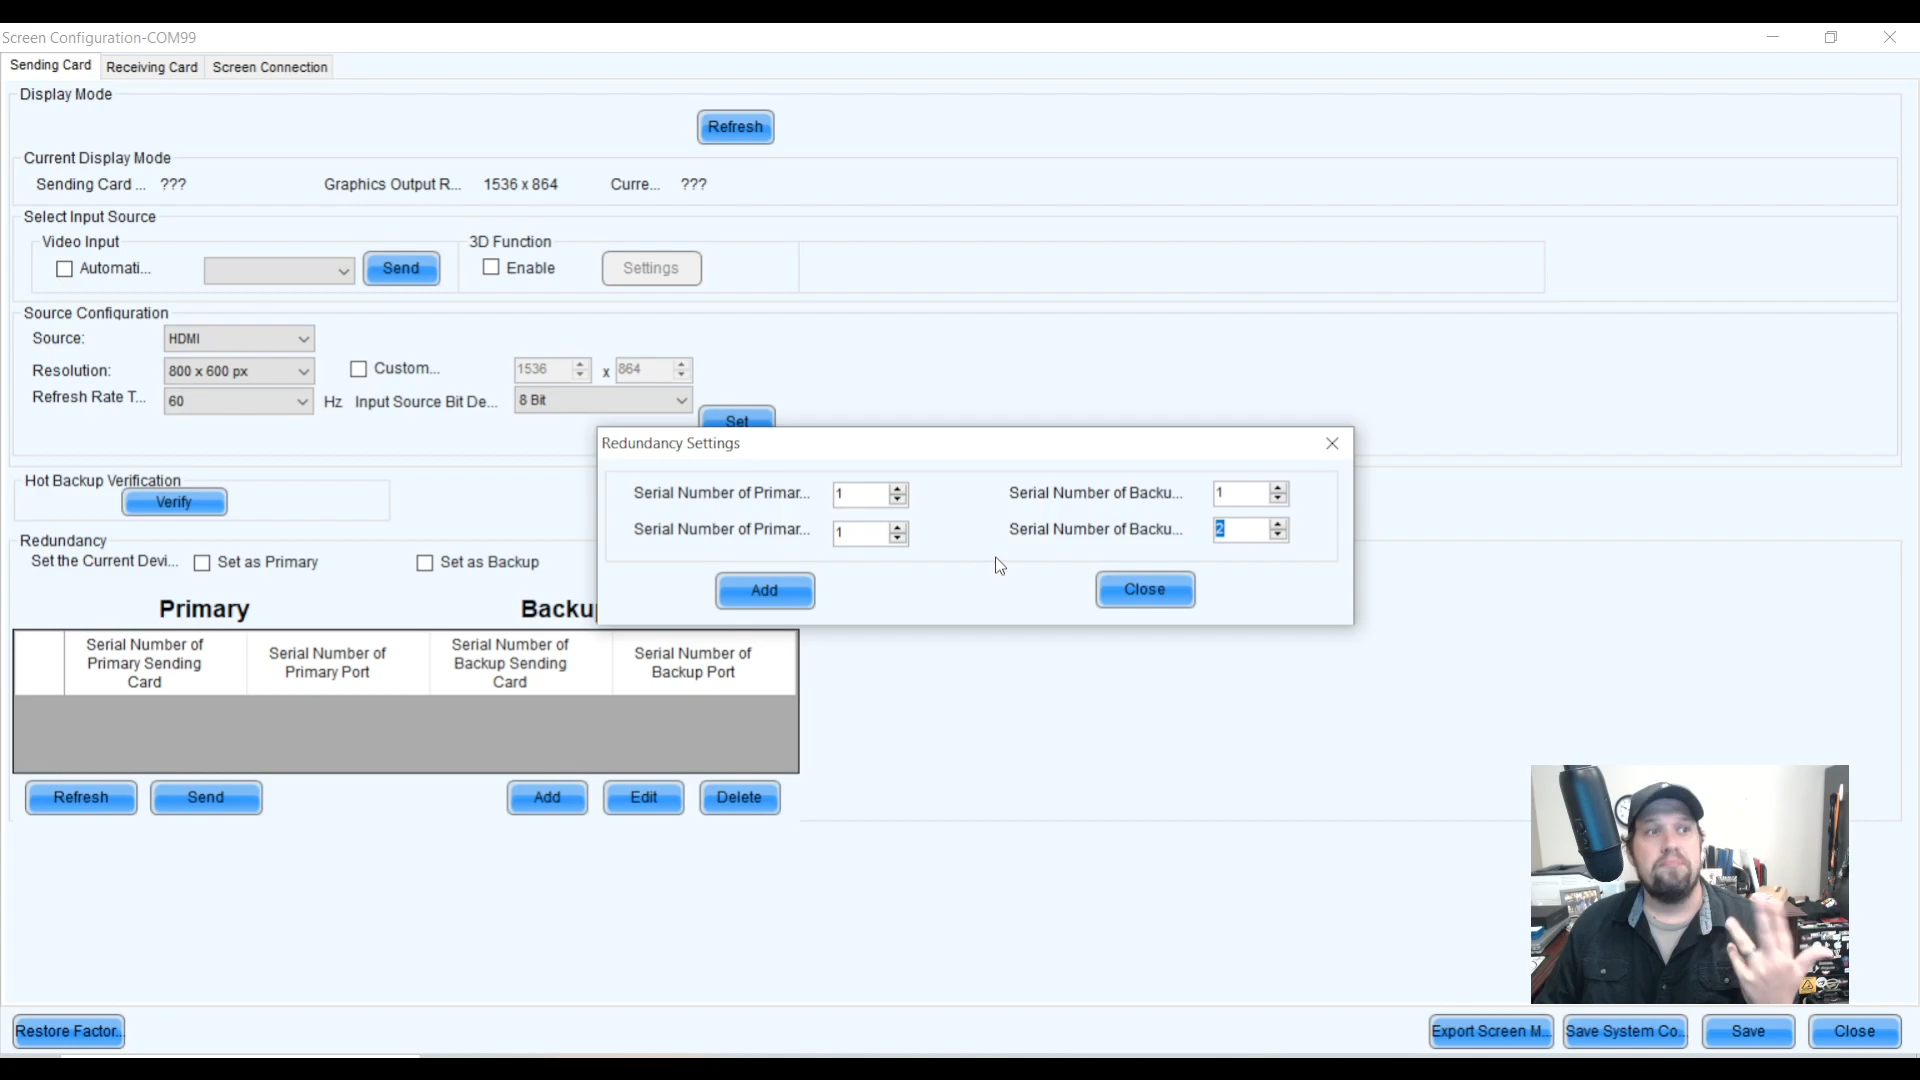 Screen Configuration-COM99
Sending Card
Receiving Card
Screen Connection
Display Mode
Refresh
Current Display Mode
Sending Card ... ???
Graphics Output R... 1536 x 864
Curre... ???
Select Input Source
Video Input
3D Function
Automati...
Send
Enable
Settings
Source Configuration
Source: HDMI
Resolution: 800 x 600 px
Custom... 1536 x 864
Refresh Rate T... 60 Hz
Input Source Bit De... 8 Bit
Set
Redundancy Settings
Serial Number of Primar... 1
Serial Number of Backu... 1
Serial Number of Primar... 1
Serial Number of Backu... 2
Add
Close
Hot Backup Verification
Verify
Redundancy
Set the Current Devi...
Set as Primary
Set as Backup
Primary
Backu
Serial Number of
Primary Sending
Card
Serial Number of
Primary Port
Serial Number of
Backup Sending
Card
Serial Number of
Backup Port
Refresh
Send
Add
Edit
Delete
Restore Factor..
Export Screen M...
Save System Co...
Save
Close